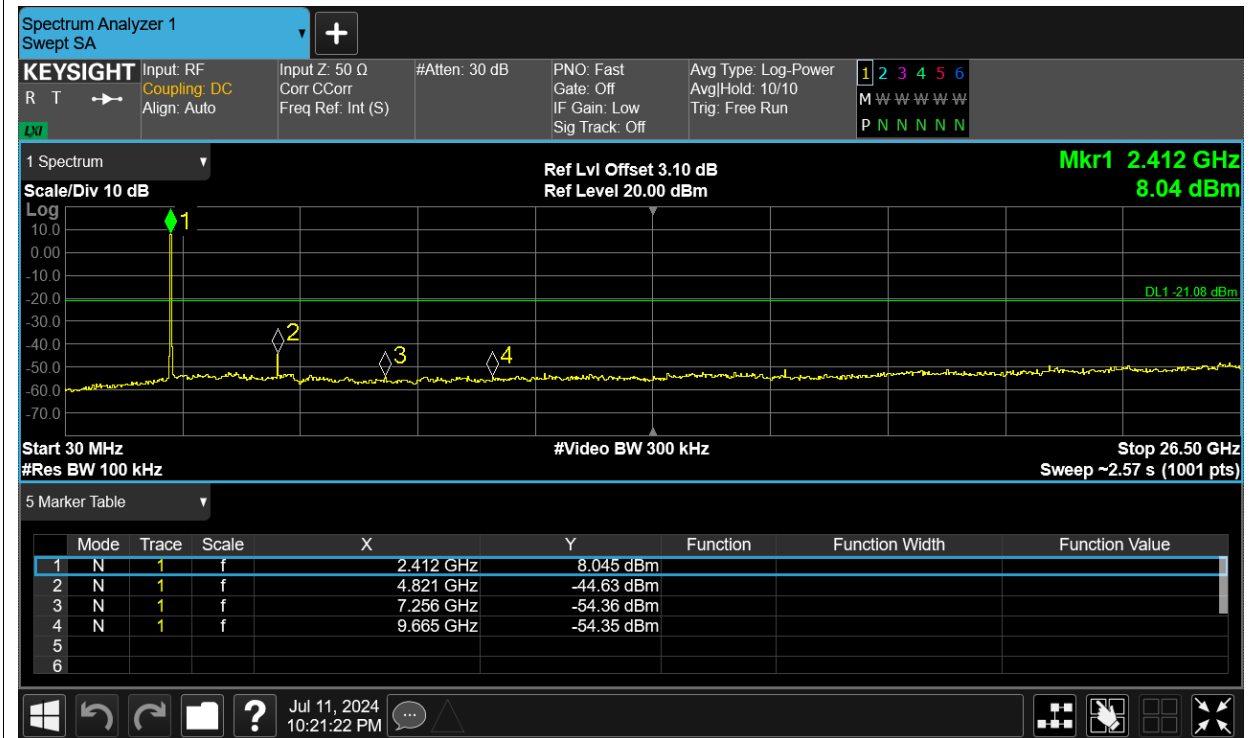 Spectrum Analyzer 1
Swept SA
KEYSIGHT Input: RF Input Z: 50 Ω #Atten: 30 dB PNO: Fast Avg Type: Log-Power 1 2 3 4 5 6
R T Coupling: DC Corr CCorr Gate: Off Avg|Hold: 10/10 M W W W W W W
Align: Auto Freq Ref: Int (S) IF Gain: Low Trig: Free Run P N N N N N N
LXI Sig Track: Off
1 Spectrum
Ref Lvl Offset 3.10 dB Mkr1 2.412 GHz
Scale/Div 10 dB Ref Level 20.00 dBm 8.04 dBm
Log
1
10.0
0.00
-10.0
-20.0 DL1 -21.08 dBm
-30.0
2
-40.0
3 4
-50.0
-60.0
-70.0
Start 30 MHz #Video BW 300 kHz Stop 26.50 GHz
#Res BW 100 kHz Sweep ~2.57 s (1001 pts)
5 Marker Table
Mode Trace Scale X Y Function Function Width Function Value
1 N 1 f 2.412 GHz 8.045 dBm
2 N 1 f 4.821 GHz -44.63 dBm
3 N 1 f 7.256 GHz -54.36 dBm
4 N 1 f 9.665 GHz -54.35 dBm
5
6
? Jul 11, 2024
10:21:22 PM